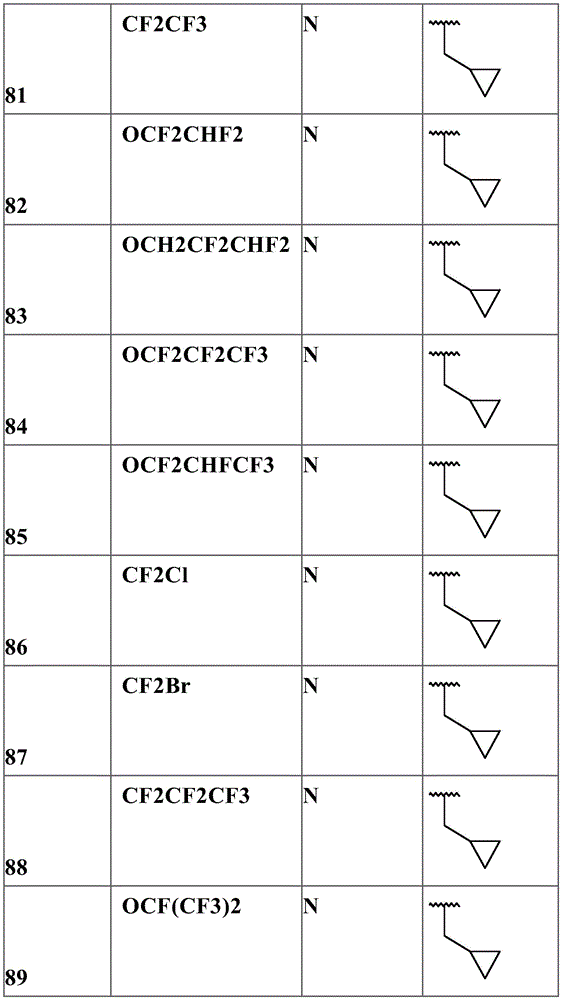 81 CF2CF3 N
82 OCF2CHF2 N
83 OCH2CF2CHF2 N
84 OCF2CF2CF3 N
85 OCF2CHFCF3 N
86 CF2Cl N
87 CF2Br N
88 CF2CF2CF3 N
89 OCF(CF3)2 N